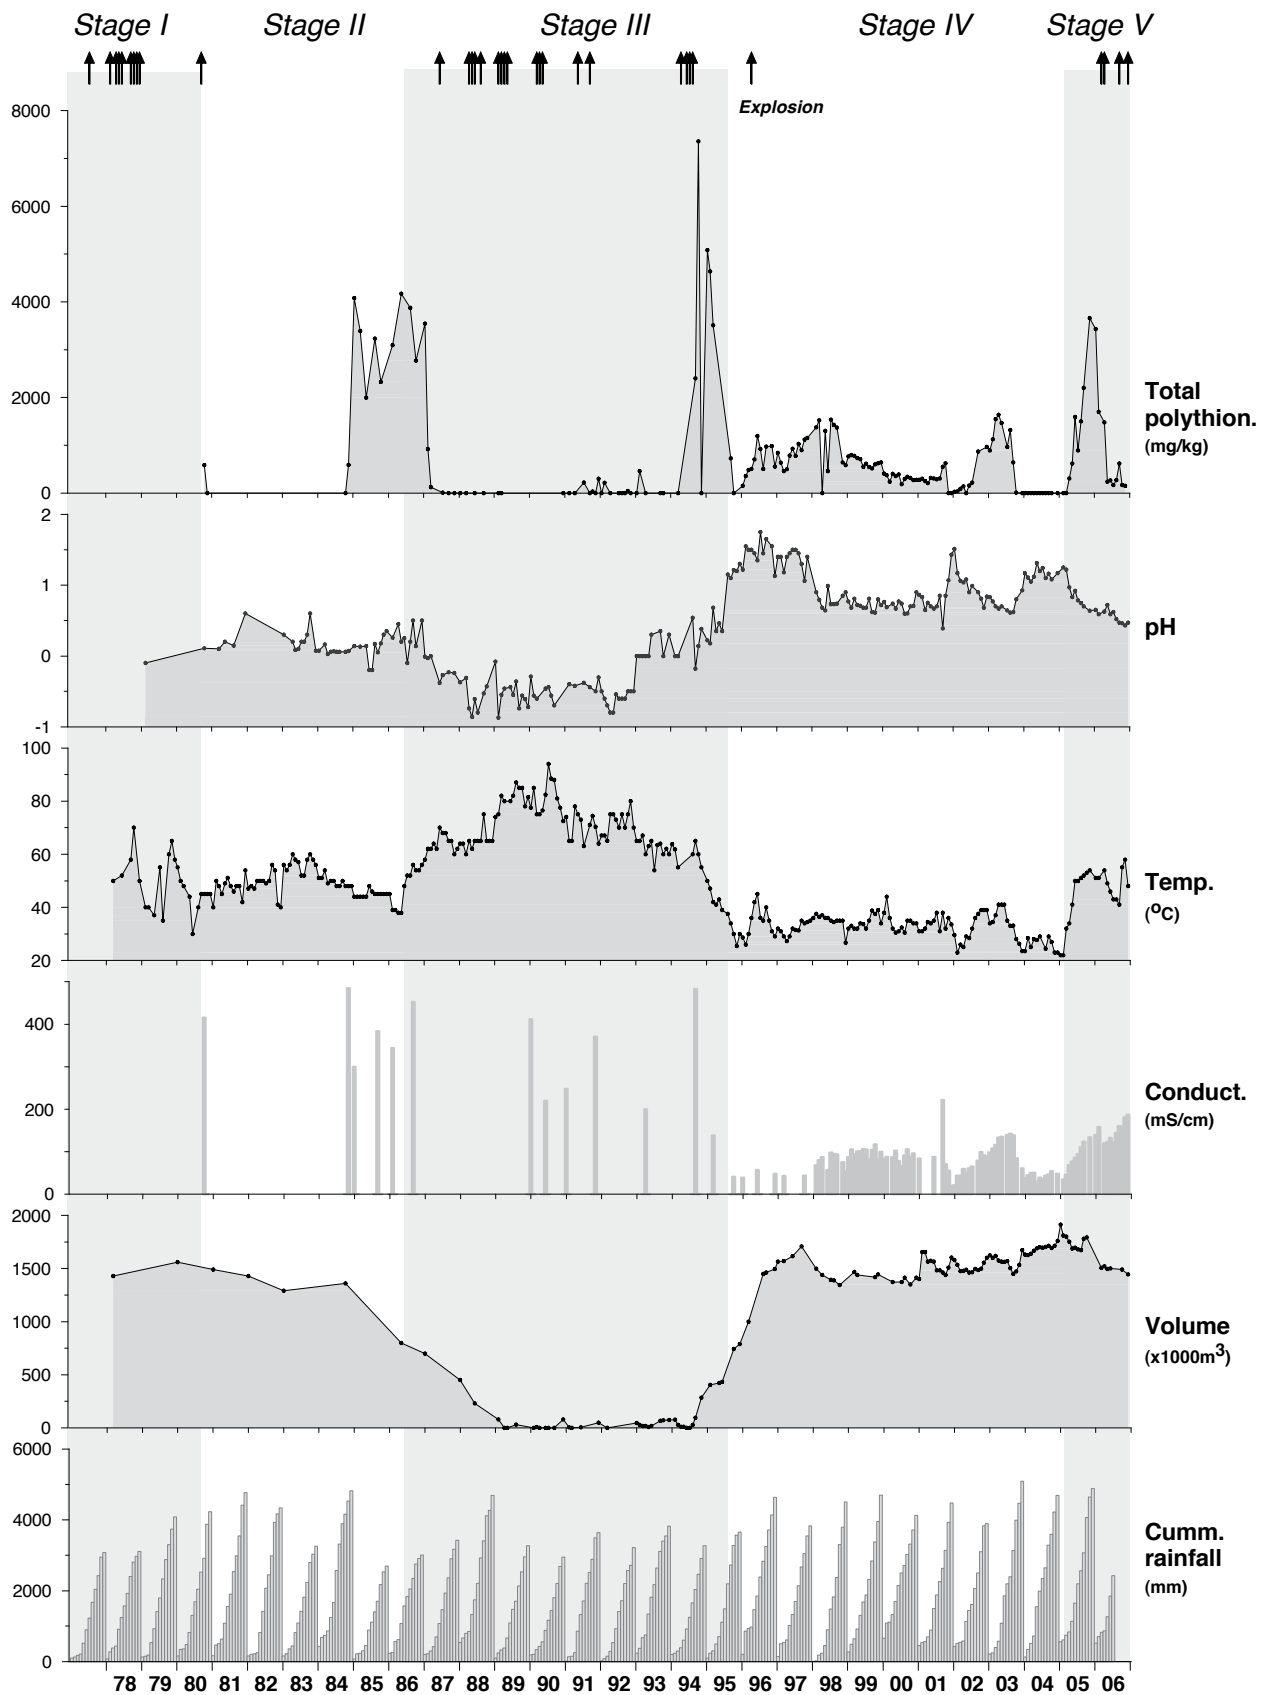 Stage I Stage II Stage III Stage IV Stage V
Explosion
8000
6000
4000
2000
0
Total
polythion.
(mg/kg)
2
1
0
-1
pH
100
80
60
40
20
Temp.
(°C)
400
200
0
Conduct.
(mS/cm)
2000
1500
1000
500
0
Volume
(x1000m³)
6000
4000
2000
0
Cumm.
rainfall
(mm)
78 79 80 81 82 83 84 85 86 87 88 89 90 91 92 93 94 95 96 97 98 99 00 01 02 03 04 05 06